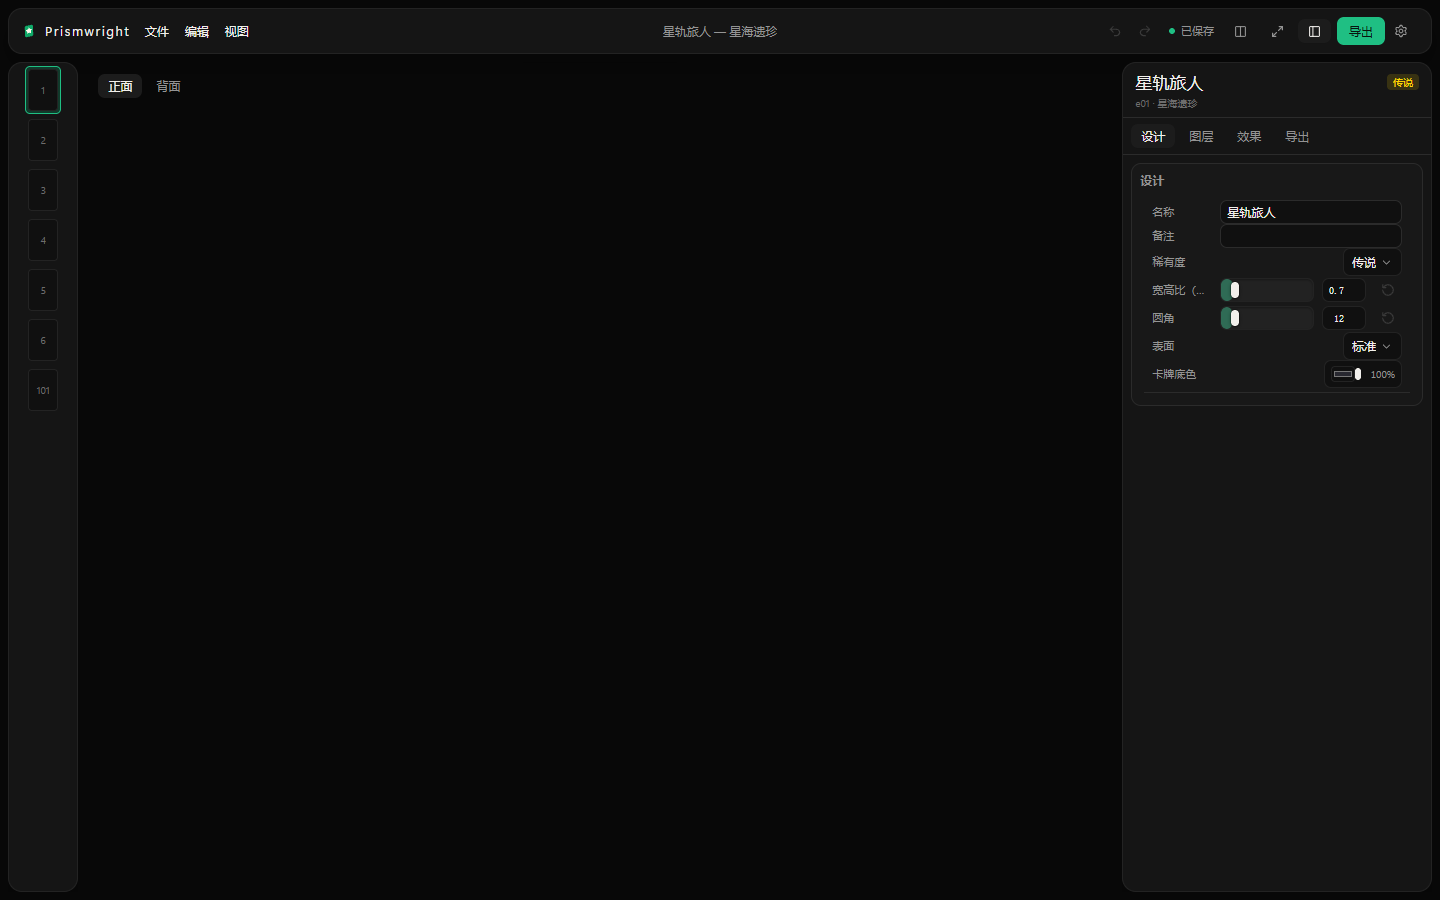 Prismwright 文件 编辑 视图
星轨旅人 — 星海遗珍
已保存
导出
1
2
3
4
5
6
101
正面 背面
星轨旅人
传说
e01 · 星海遗珍
设计 图层 效果 导出
设计
名称 星轨旅人
备注
稀有度 传说
宽高比（... 0.7
圆角 12
表面 标准
卡牌底色 100%